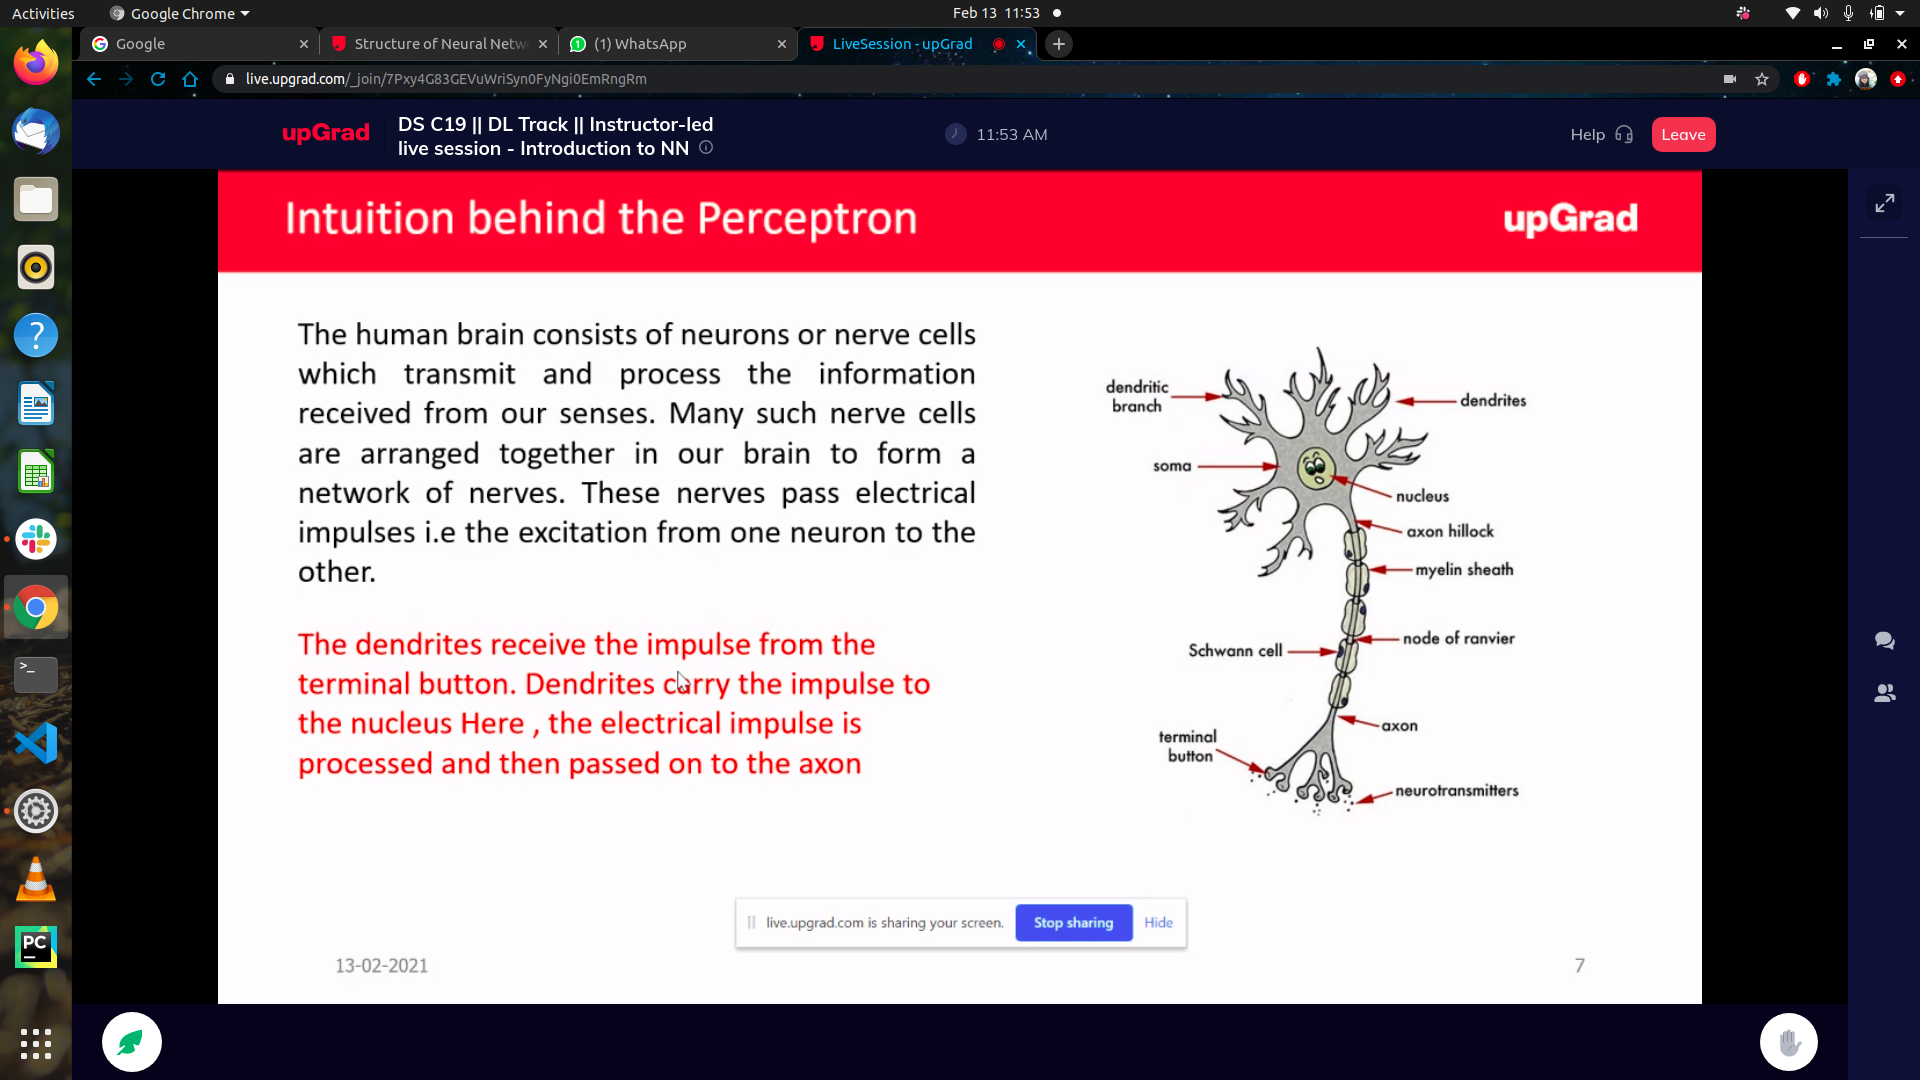 Activities
Google Chrome
Feb 13 11:53
Google
Structure of Neural Netw
(1) WhatsApp
LiveSession - upGrad
live.upgrad.com/_join/7Pxy4G83GEVuWriSyn0FyNgi0EmRngRm
upGrad
DS C19 || DL Track || Instructor-led
live session - Introduction to NN
11:53 AM
Help
Leave
Intuition behind the Perceptron
upGrad
The human brain consists of neurons or nerve cells
which transmit and process the information
received from our senses. Many such nerve cells
are arranged together in our brain to form a
network of nerves. These nerves pass electrical
impulses i.e the excitation from one neuron to the
other.
The dendrites receive the impulse from the
terminal button. Dendrites carry the impulse to
the nucleus Here , the electrical impulse is
processed and then passed on to the axon
dendritic
branch
dendrites
soma
nucleus
axon hillock
myelin sheath
node of ranvier
Schwann cell
axon
terminal
button
neurotransmitters
live.upgrad.com is sharing your screen.
Stop sharing
Hide
13-02-2021
7
PC